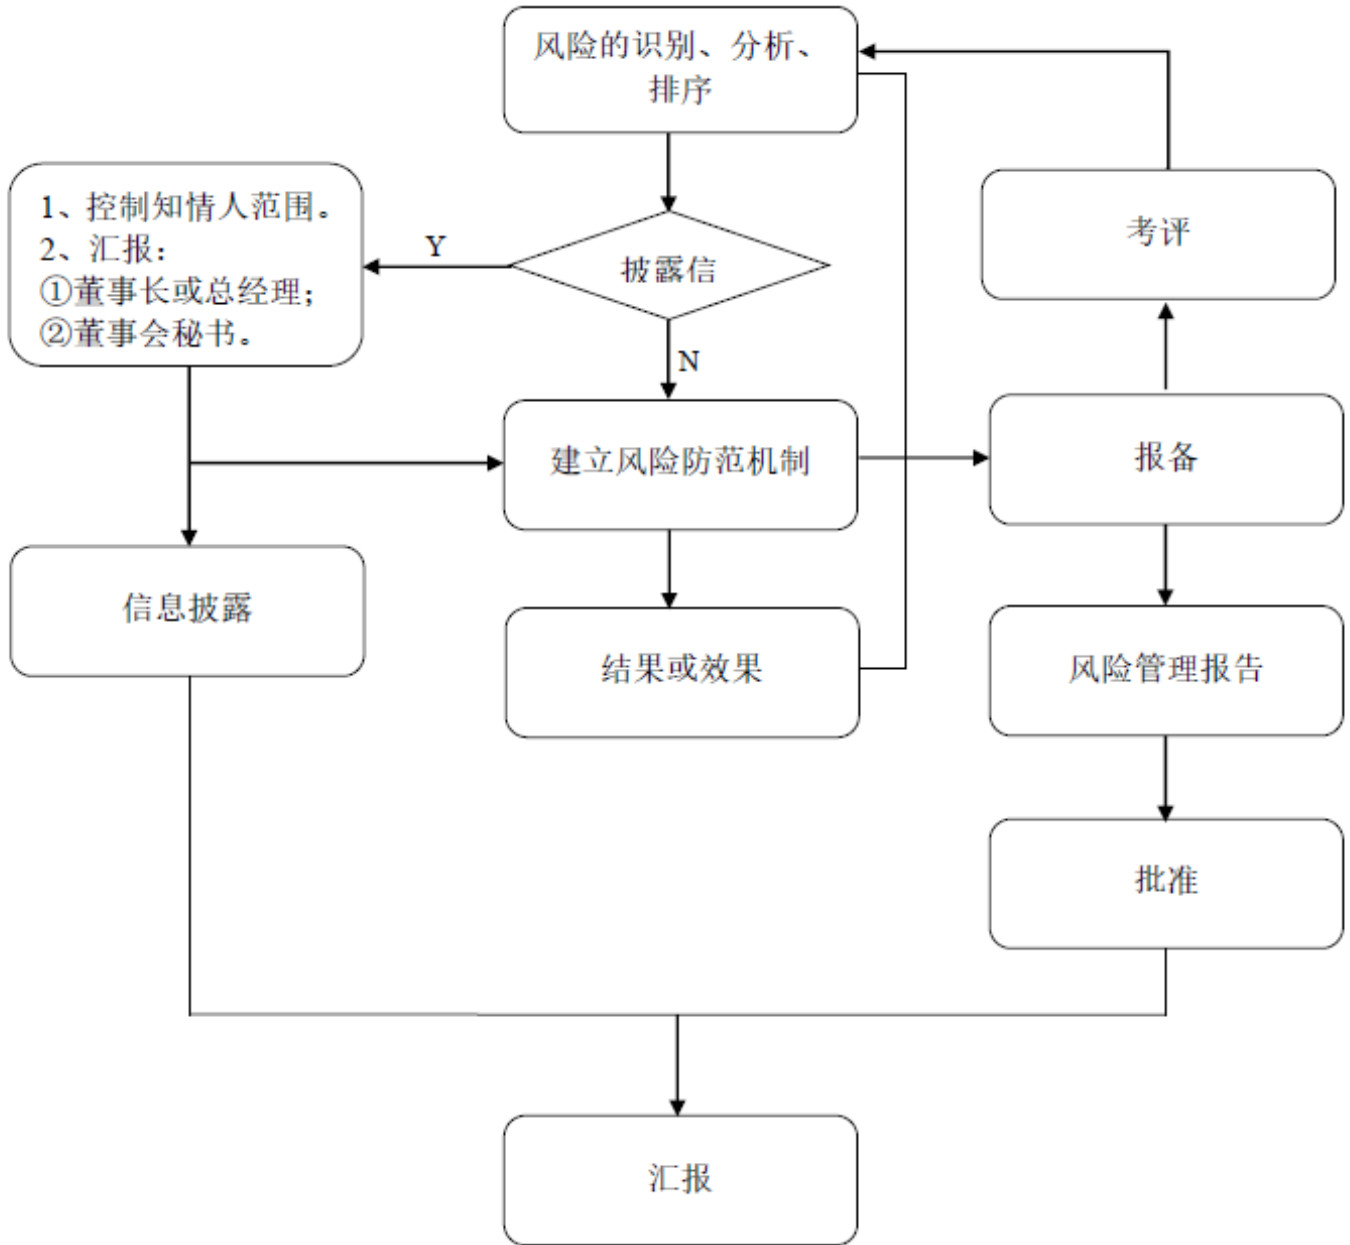 风险的识别、分析、
排序
1、控制知情人范围。
2、汇报：
①董事长或总经理；
②董事会秘书。
Y
披露信
考评
N
建立风险防范机制
报备
信息披露
结果或效果
风险管理报告
批准
汇报